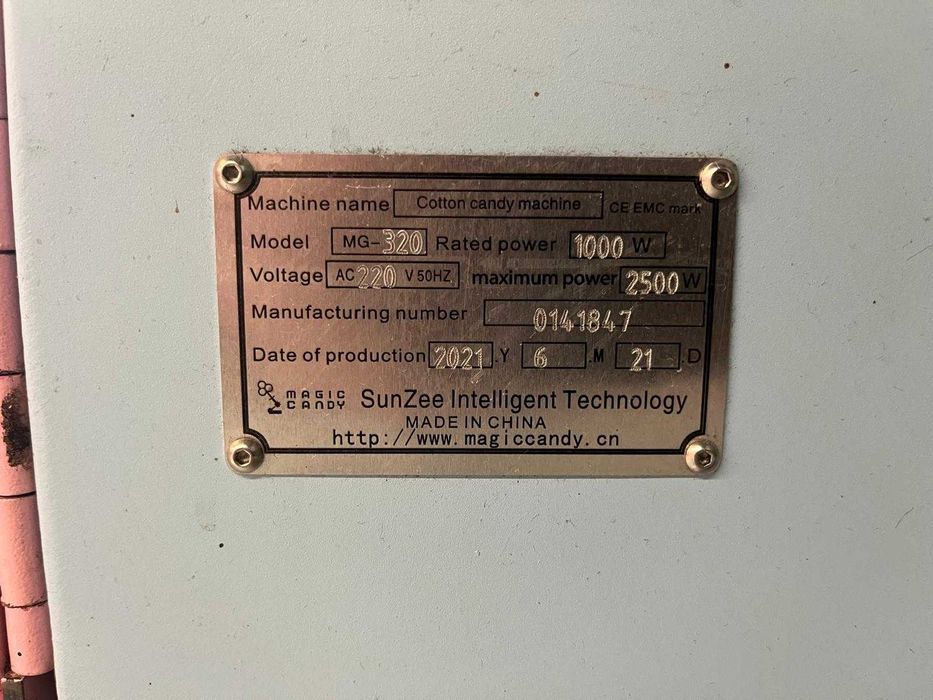 Machine name Cotton candy machine CE EMC mark
Model MG-320 Rated power 1000 W
Voltage AC 220 V 50HZ maximum power 2500 W
Manufacturing number 0141847
Date of production 2021 .Y 6 .M 21 .D
MAGIC CANDY SunZee Intelligent Technology
MADE IN CHINA
http://www.magiccandy.cn